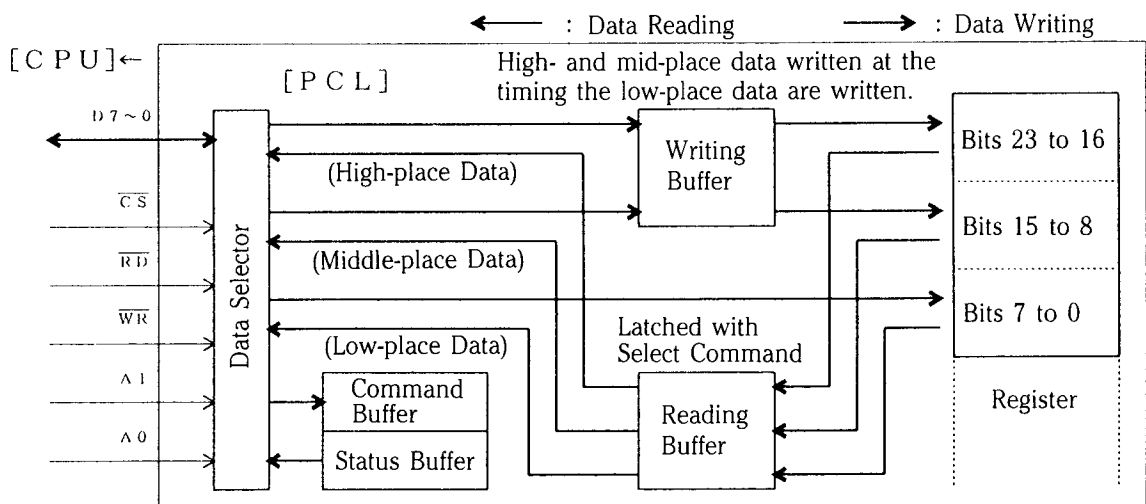 : Data Reading
: Data Writing
[CPU]
[PCL]
High- and mid-place data written at the
timing the low-place data are written.
D7~0
Bits 23 to 16
Writing
Buffer
(High-place Data)
CS
Bits 15 to 8
(Middle-place Data)
RD
Data Selector
Bits 7 to 0
WR
(Low-place Data)
Latched with
Select Command
A1
Command
Buffer
Reading
Buffer
Register
A0
Status Buffer